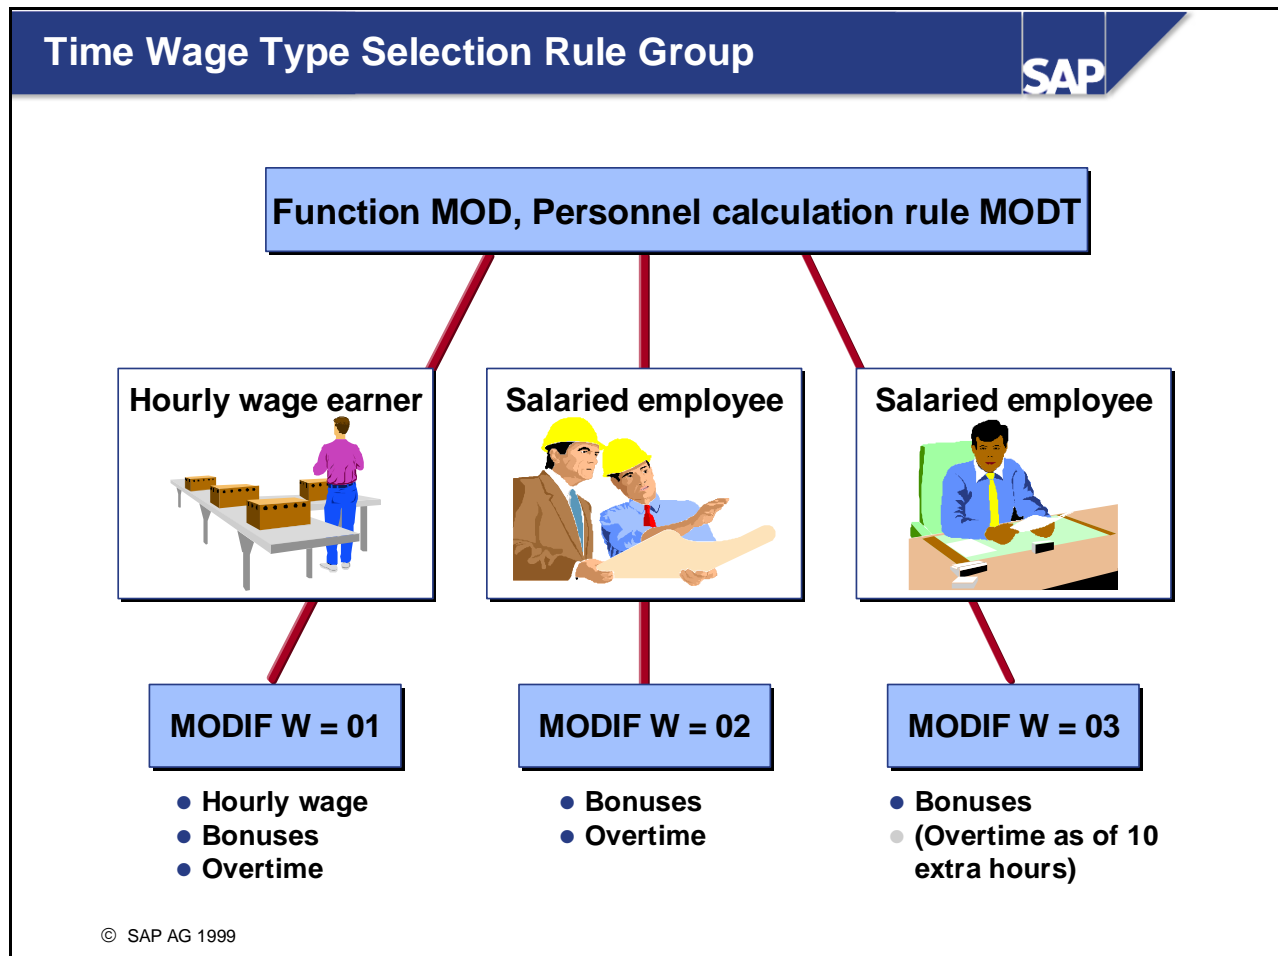 Time Wage Type Selection Rule Group
SAP
Function MOD, Personnel calculation rule MODT
Hourly wage earner
Salaried employee
Salaried employee
MODIF W = 01
MODIF W = 02
MODIF W = 03
● Hourly wage
● Bonuses
● Overtime
● Bonuses
● Overtime
● Bonuses
● (Overtime as of 10
extra hours)
© SAP AG 1999